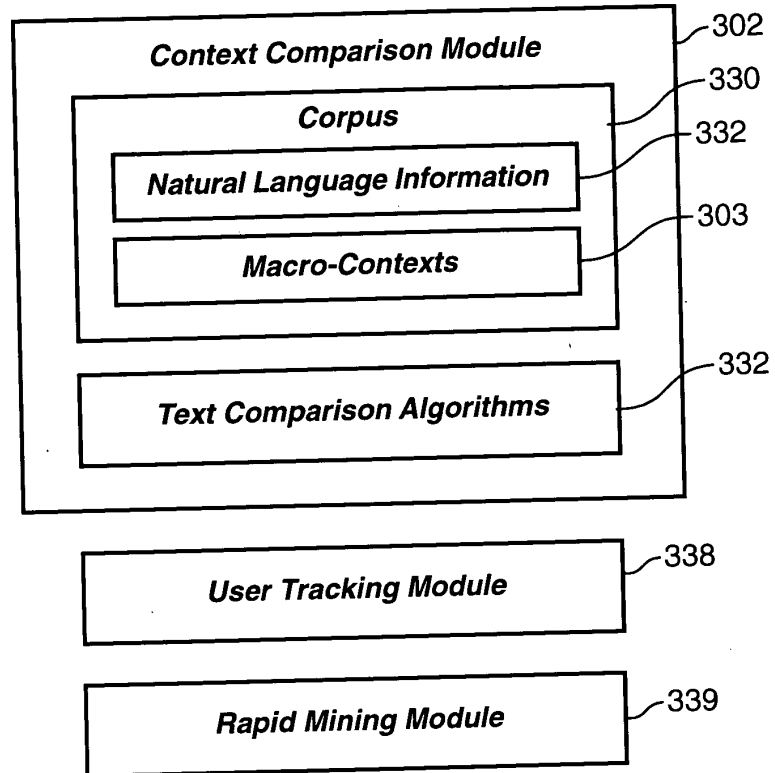 Context Comparison Module
302
Corpus
330
Natural Language Information
332
Macro-Contexts
303
Text Comparison Algorithms
332
User Tracking Module
338
Rapid Mining Module
339